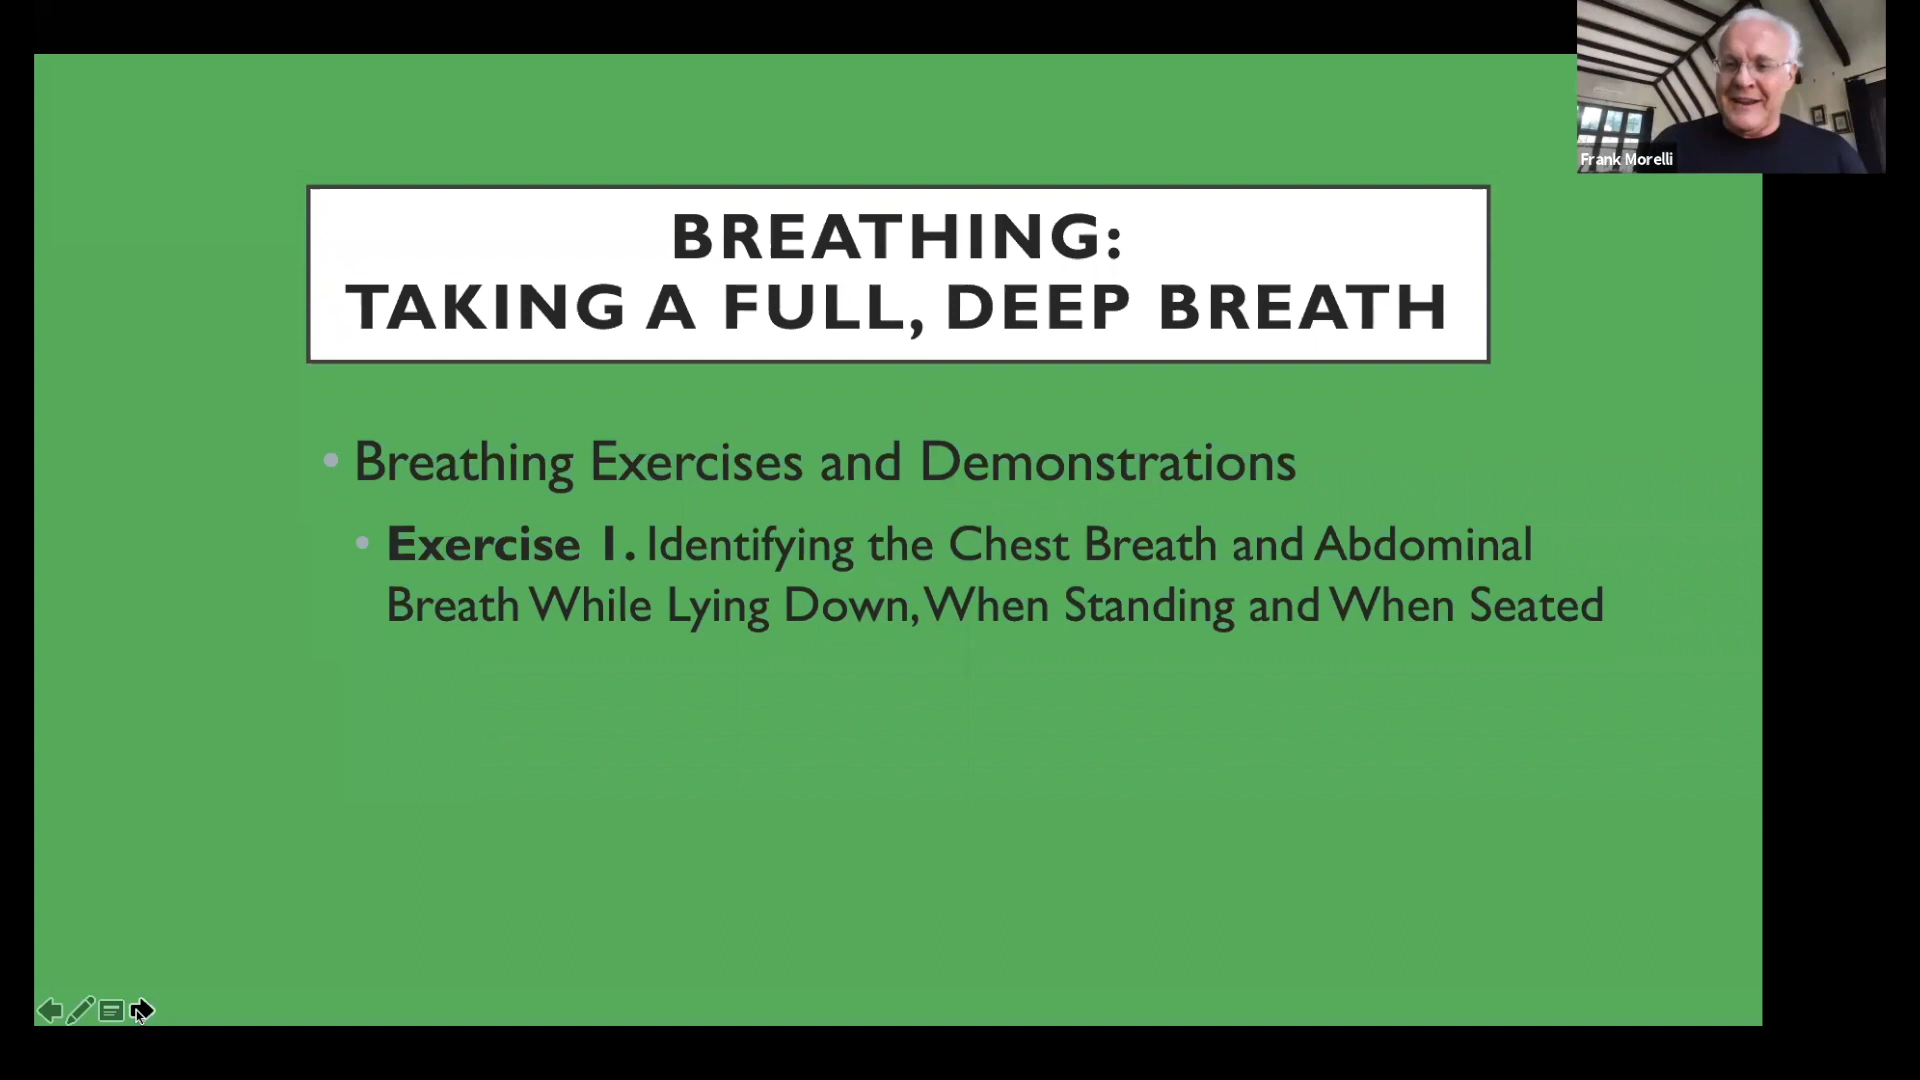 Frank Morelli
BREATHING:
TAKING A FULL, DEEP BREATH
• Breathing Exercises and Demonstrations
• Exercise 1. Identifying the Chest Breath and Abdominal
Breath While Lying Down, When Standing and When Seated